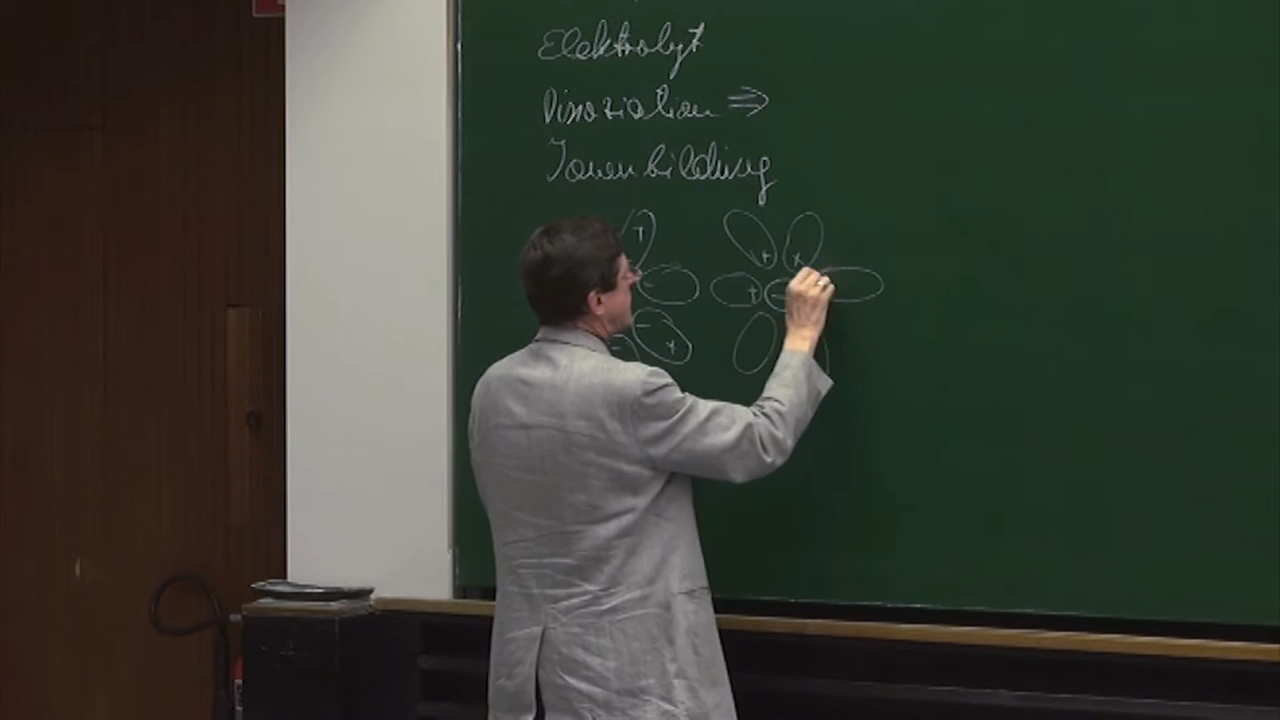 Elektrolyt
Dissoziation ⇒
Ionenbildung
+
+ +
- + -
- +
-